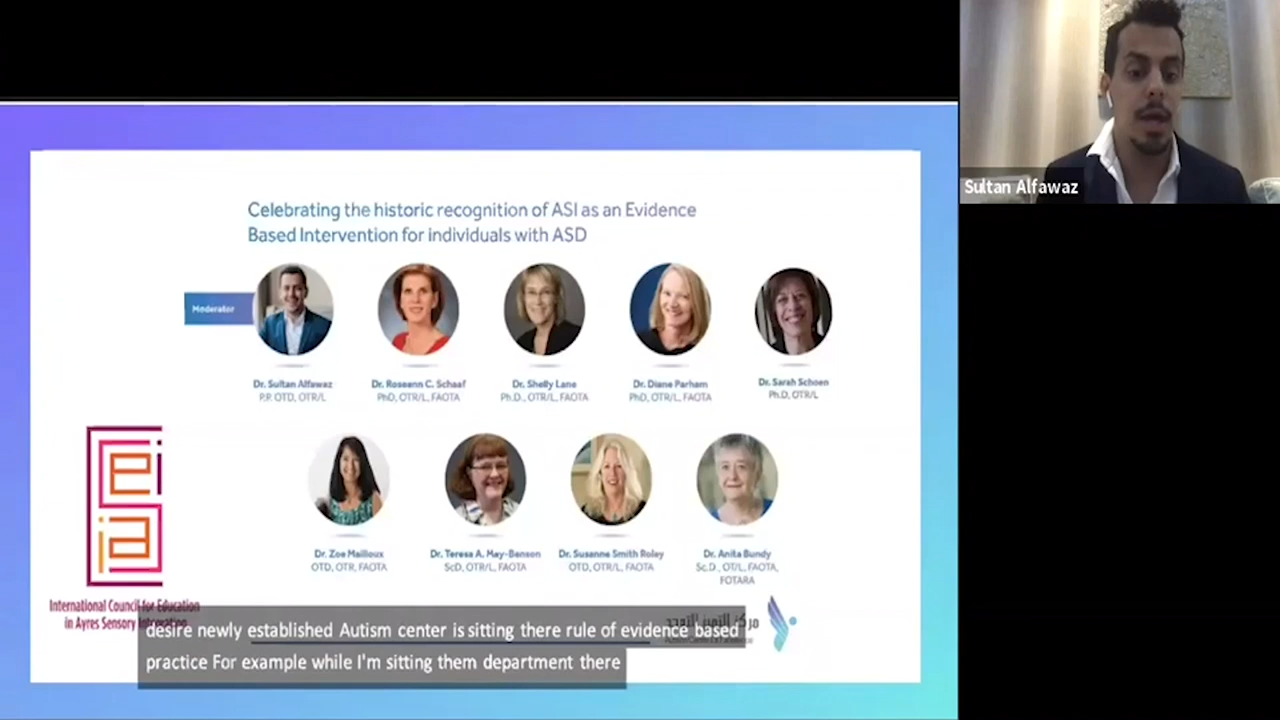 Sultan Alfawaz
Celebrating the historic recognition of ASI as an Evidence
Based Intervention for individuals with ASD
Moderator
Dr. Sultan Alfawaz
P.P. OTD, OTR/L
Dr. Roseann C. Schaaf
PhD, OTR/L, FAOTA
Dr. Shelly Lane
Ph.D., OTR/L, FAOTA
Dr. Diane Parham
PhD, OTR/L, FAOTA
Dr. Sarah Schoen
Ph.D, OTR/L
Dr. Zoe Mailloux
OTD, OTR, FAOTA
Dr. Teresa A. May-Benson
ScD, OTR/L, FAOTA
Dr. Susanne Smith Roley
OTD, OTR/L, FAOTA
Dr. Anita Bundy
Sc.D., OT/L, FAOTA,
FOTARA
International Council for Education
in Ayres Sensory Integration
desire newly established Autism center is sitting there rule of evidence based
practice For example while I'm sitting them department there